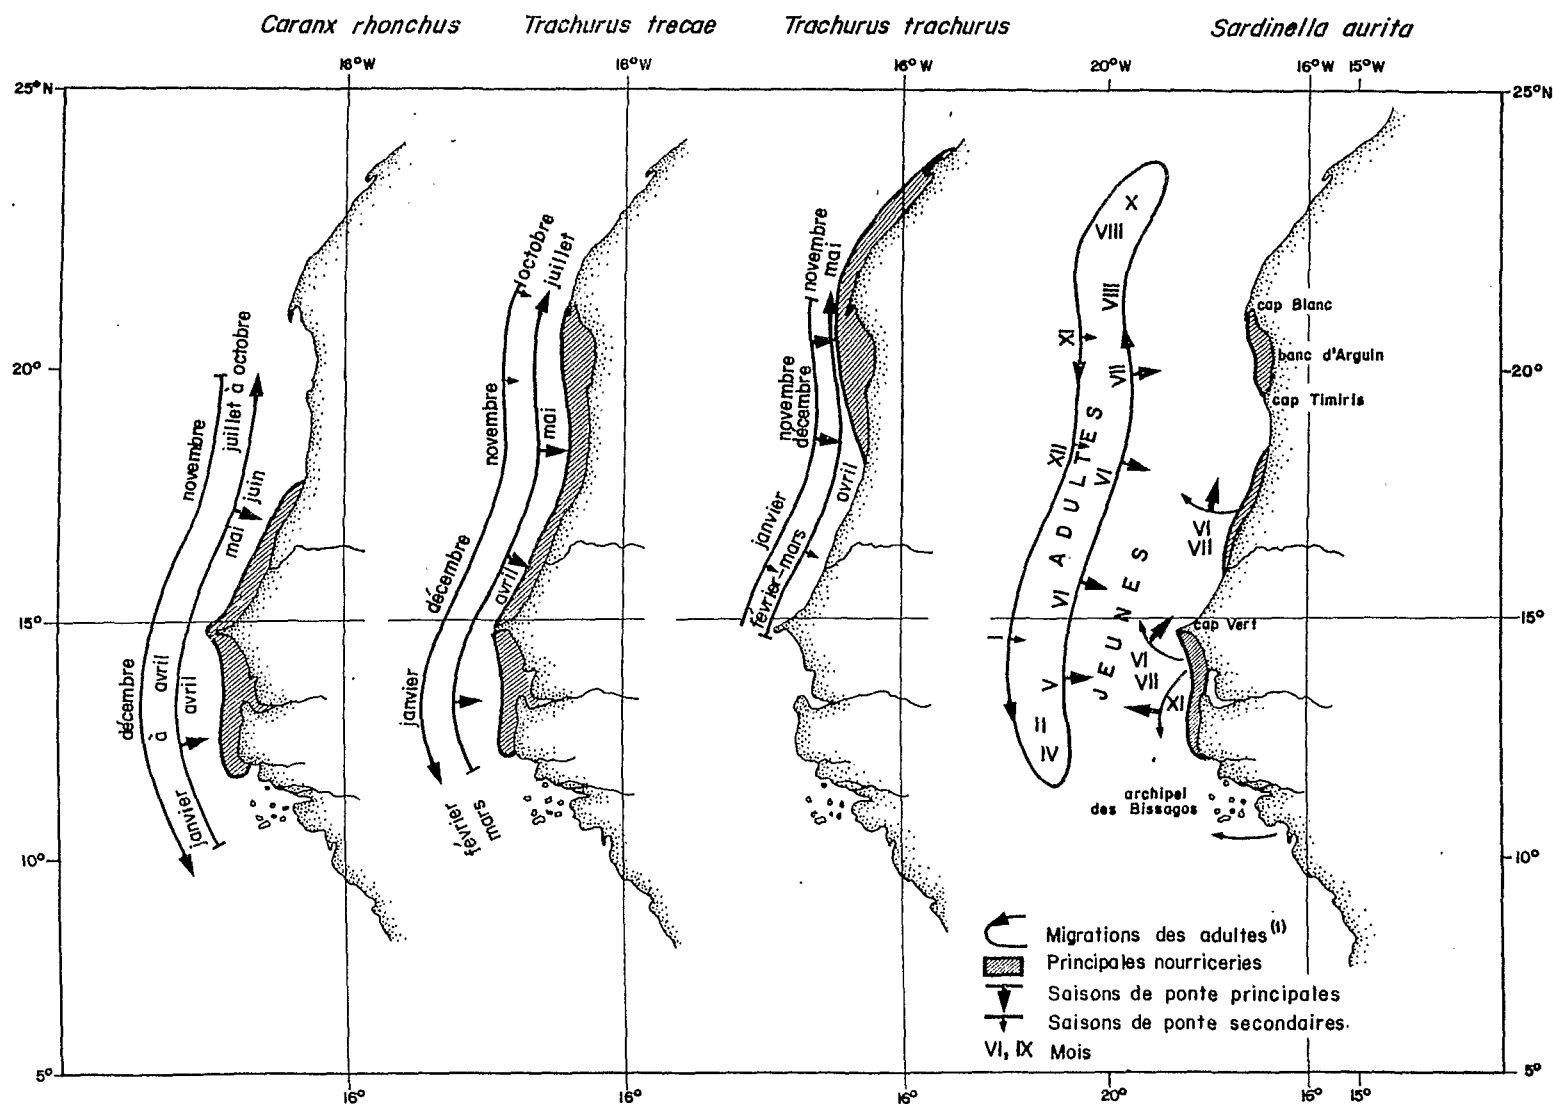 Caranx rhonchus
Trachurus trecae
Trachurus trachurus
Sardinella aurita
16°W
16°W
16°W
20°W
16°W
15°W
25°N
25°N
20°
20°
15°
15°
10°
10°
5°
5°
16°
16°
16°
20°
16°
15°
novembre
juillet à octobre
juin
mai
décembre
à avril
avril
janvier
octobre
juillet
novembre
mai
décembre
avril
janvier
février
mars
novembre
mai
novembre
décembre
avril
janvier
février-mars
X
VIII
VIII
XI
VII
XII
VI
VI
ADULTES
I
V
II
IV
JEUNES
VI
VII
VI
VII
XI
cap Blanc
banc d'Arguin
cap Timiris
cap Vert
archipel
des Bissagos
Migrations des adultes (1)
Principales nourriceries
Saisons de ponte principales
Saisons de ponte secondaires.
VI, IX Mois